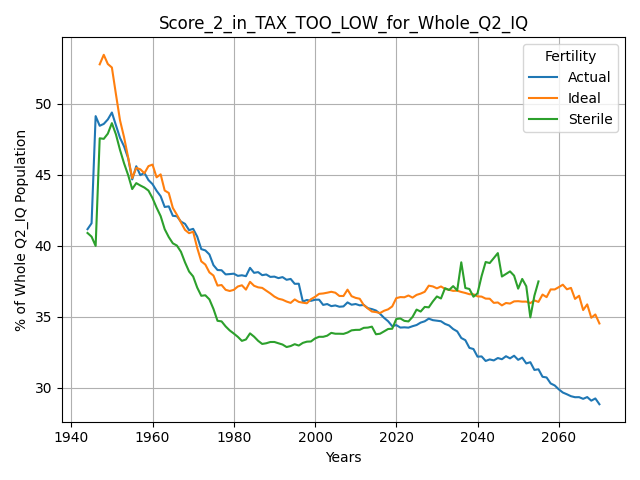 Score_2_in_TAX_TOO_LOW_for_Whole_Q2_IQ
Fertility
Actual
Ideal
Sterile
% of Whole Q2_IQ Population
50
45
40
35
30
1940
1960
1980
2000
2020
2040
2060
Years